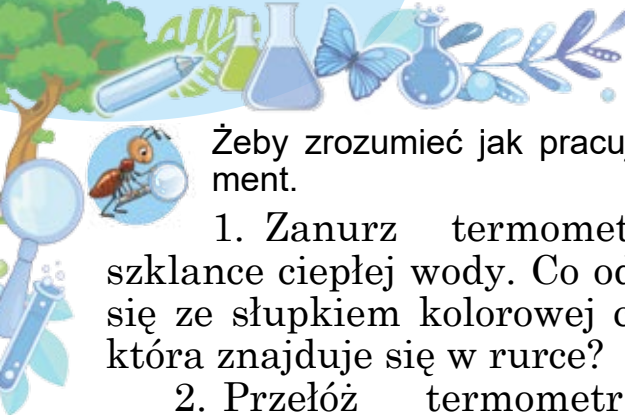 Żeby zrozumieć jak pracu
ment.
1. Zanurz termomet
szklance ciepłej wody. Co od
się ze słupkiem kolorowej
która znajduje się w rurce?
2. Przełóż termometr